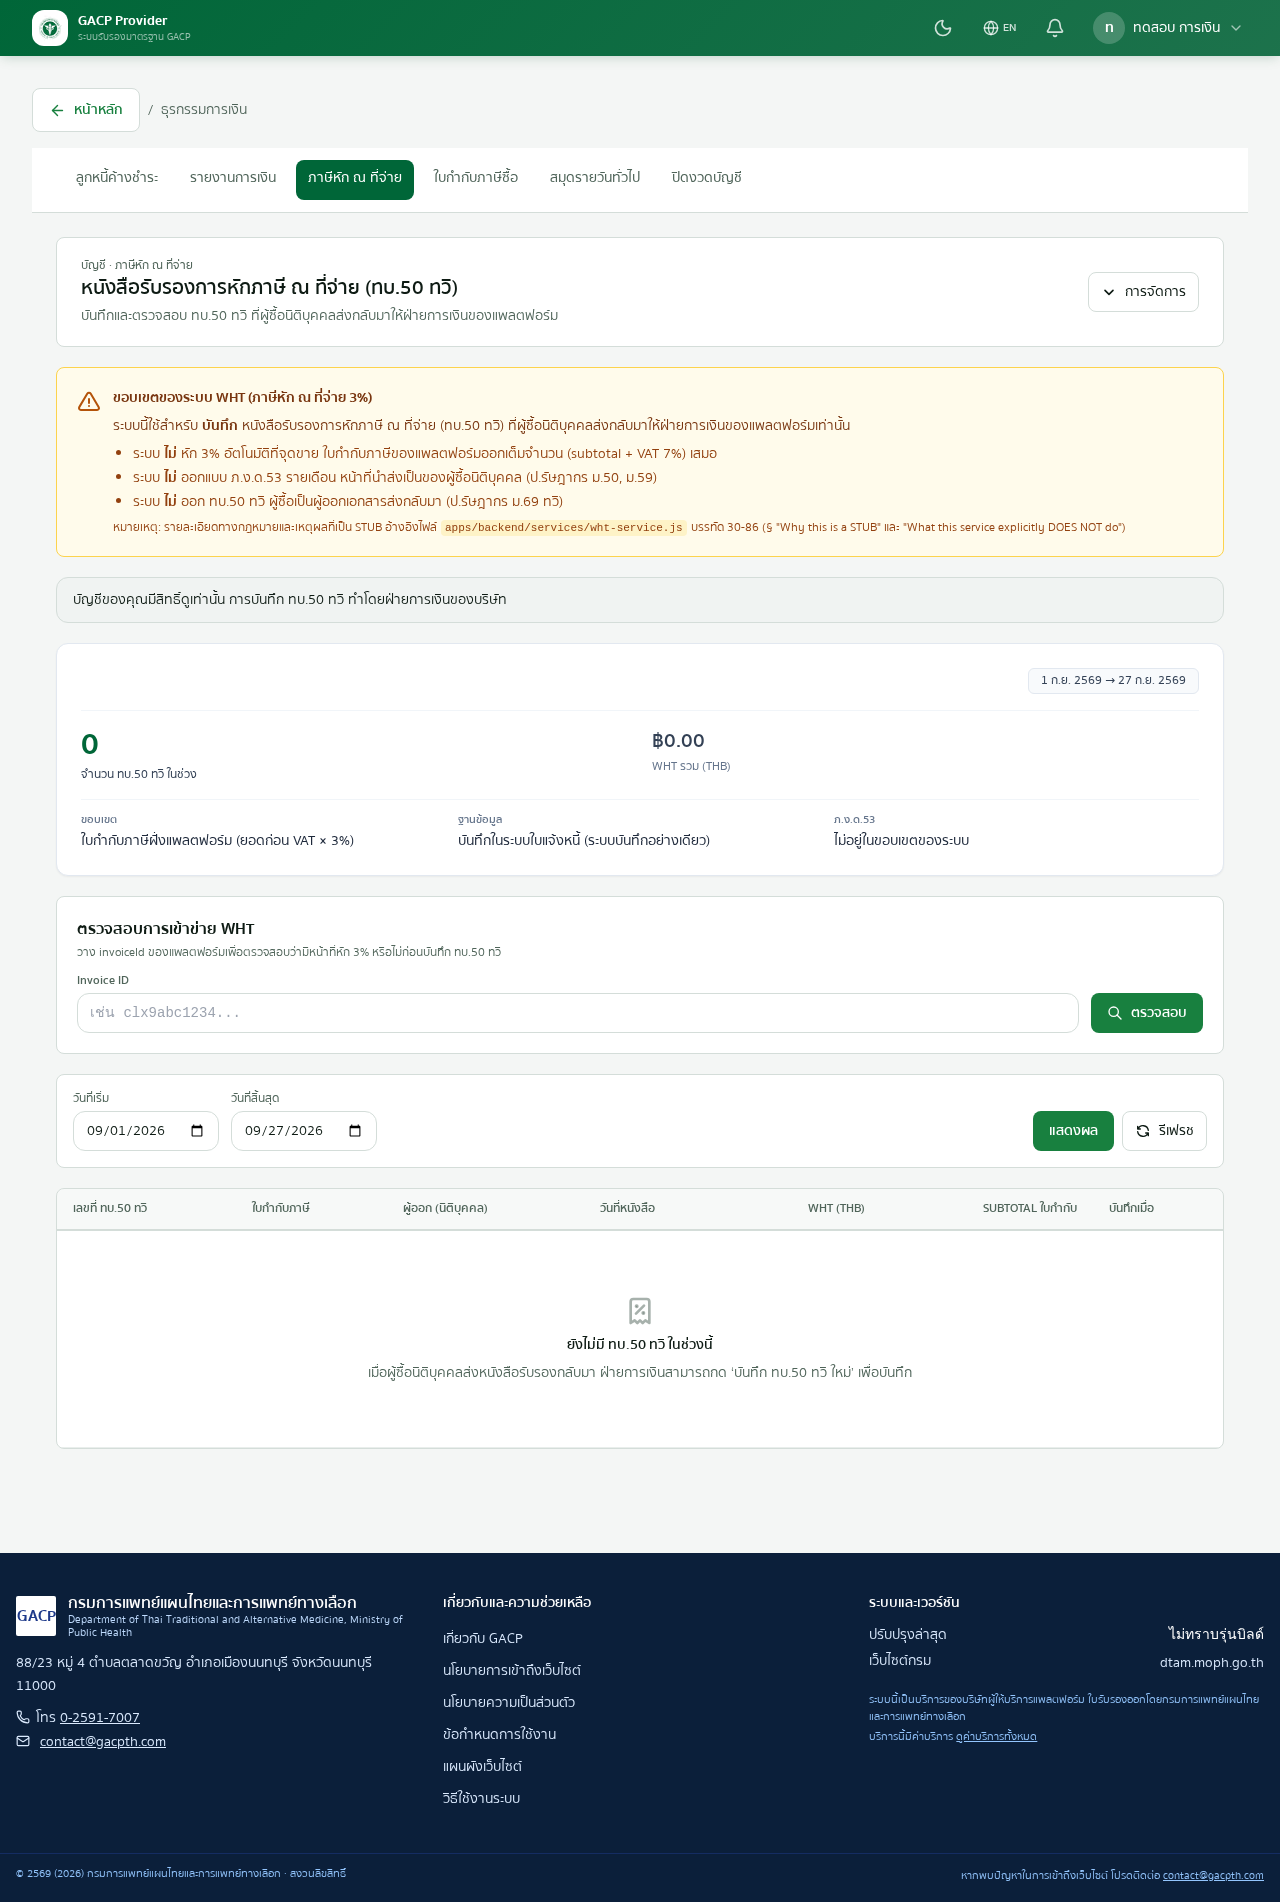 GACP Provider
ระบบรับรองมาตรฐาน GACP
EN
ท
ทดสอบ การเงิน
หน้าหลัก
/ ธุรกรรมการเงิน
ลูกหนี้ค้างชำระ
รายงานการเงิน
ภาษีหัก ณ ที่จ่าย
ใบกำกับภาษีซื้อ
สมุดรายวันทั่วไป
ปิดงวดบัญชี
บัญชี · ภาษีหัก ณ ที่จ่าย
หนังสือรับรองการหักภาษี ณ ที่จ่าย (ทบ.50 ทวิ)
บันทึกและตรวจสอบ ทบ.50 ทวิ ที่ผู้ซื้อนิติบุคคลส่งกลับมาให้ฝ่ายการเงินของแพลตฟอร์ม
การจัดการ
ขอบเขตของระบบ WHT (ภาษีหัก ณ ที่จ่าย 3%)
ระบบนี้ใช้สำหรับ บันทึก หนังสือรับรองการหักภาษี ณ ที่จ่าย (ทบ.50 ทวิ) ที่ผู้ซื้อนิติบุคคลส่งกลับมาให้ฝ่ายการเงินของแพลตฟอร์มเท่านั้น
ระบบ ไม่ หัก 3% อัตโนมัติที่จุดขาย ใบกำกับภาษีของแพลตฟอร์มออกเต็มจำนวน (subtotal + VAT 7%) เสมอ
ระบบ ไม่ ออกแบบ ภ.ง.ด.53 รายเดือน หน้าที่นำส่งเป็นของผู้ซื้อนิติบุคคล (ป.รัษฎากร ม.50, ม.59)
ระบบ ไม่ ออก ทบ.50 ทวิ ผู้ซื้อเป็นผู้ออกเอกสารส่งกลับมา (ป.รัษฎากร ม.69 ทวิ)
หมายเหตุ: รายละเอียดทางกฎหมายและเหตุผลที่เป็น STUB อ้างอิงไฟล์ apps/backend/services/wht-service.js บรรทัด 30-86 (§ "Why this is a STUB" และ "What this service explicitly DOES NOT do")
บัญชีของคุณมีสิทธิ์ดูเท่านั้น การบันทึก ทบ.50 ทวิ ทำโดยฝ่ายการเงินของบริษัท
1 ก.ย. 2569 → 27 ก.ย. 2569
0
จำนวน ทบ.50 ทวิ ในช่วง
฿0.00
WHT รวม (THB)
ขอบเขต
ใบกำกับภาษีฝั่งแพลตฟอร์ม (ยอดก่อน VAT × 3%)
ฐานข้อมูล
บันทึกในระบบใบแจ้งหนี้ (ระบบบันทึกอย่างเดียว)
ภ.ง.ด.53
ไม่อยู่ในขอบเขตของระบบ
ตรวจสอบการเข้าข่าย WHT
วาง invoiceId ของแพลตฟอร์มเพื่อตรวจสอบว่ามีหน้าที่หัก 3% หรือไม่ก่อนบันทึก ทบ.50 ทวิ
Invoice ID
เช่น clx9abc1234...
ตรวจสอบ
วันที่เริ่ม
วันที่สิ้นสุด
09/01/2026
09/27/2026
แสดงผล
รีเฟรช
เลขที่ ทบ.50 ทวิ
ใบกำกับภาษี
ผู้ออก (นิติบุคคล)
วันที่หนังสือ
WHT (THB)
SUBTOTAL ใบกำกับ
บันทึกเมื่อ
ยังไม่มี ทบ.50 ทวิ ในช่วงนี้
เมื่อผู้ซื้อนิติบุคคลส่งหนังสือรับรองกลับมา ฝ่ายการเงินสามารถกด ‘บันทึก ทบ.50 ทวิ ใหม่’ เพื่อบันทึก
GACP
กรมการแพทย์แผนไทยและการแพทย์ทางเลือก
Department of Thai Traditional and Alternative Medicine, Ministry of
Public Health
88/23 หมู่ 4 ตำบลตลาดขวัญ อำเภอเมืองนนทบุรี จังหวัดนนทบุรี
11000
โทร 0-2591-7007
contact@gacpth.com
เกี่ยวกับและความช่วยเหลือ
เกี่ยวกับ GACP
นโยบายการเข้าถึงเว็บไซต์
นโยบายความเป็นส่วนตัว
ข้อกำหนดการใช้งาน
แผนผังเว็บไซต์
วิธีใช้งานระบบ
ระบบและเวอร์ชัน
ปรับปรุงล่าสุด
ไม่ทราบรุ่นบิลด์
เว็บไซต์กรม
dtam.moph.go.th
ระบบนี้เป็นบริการของบริษัทผู้ให้บริการแพลตฟอร์ม ใบรับรองออกโดยกรมการแพทย์แผนไทย
และการแพทย์ทางเลือก
บริการนี้มีค่าบริการ ดูค่าบริการทั้งหมด
© 2569 (2026) กรมการแพทย์แผนไทยและการแพทย์ทางเลือก · สงวนลิขสิทธิ์
หากพบปัญหาในการเข้าถึงเว็บไซต์ โปรดติดต่อ contact@gacpth.com